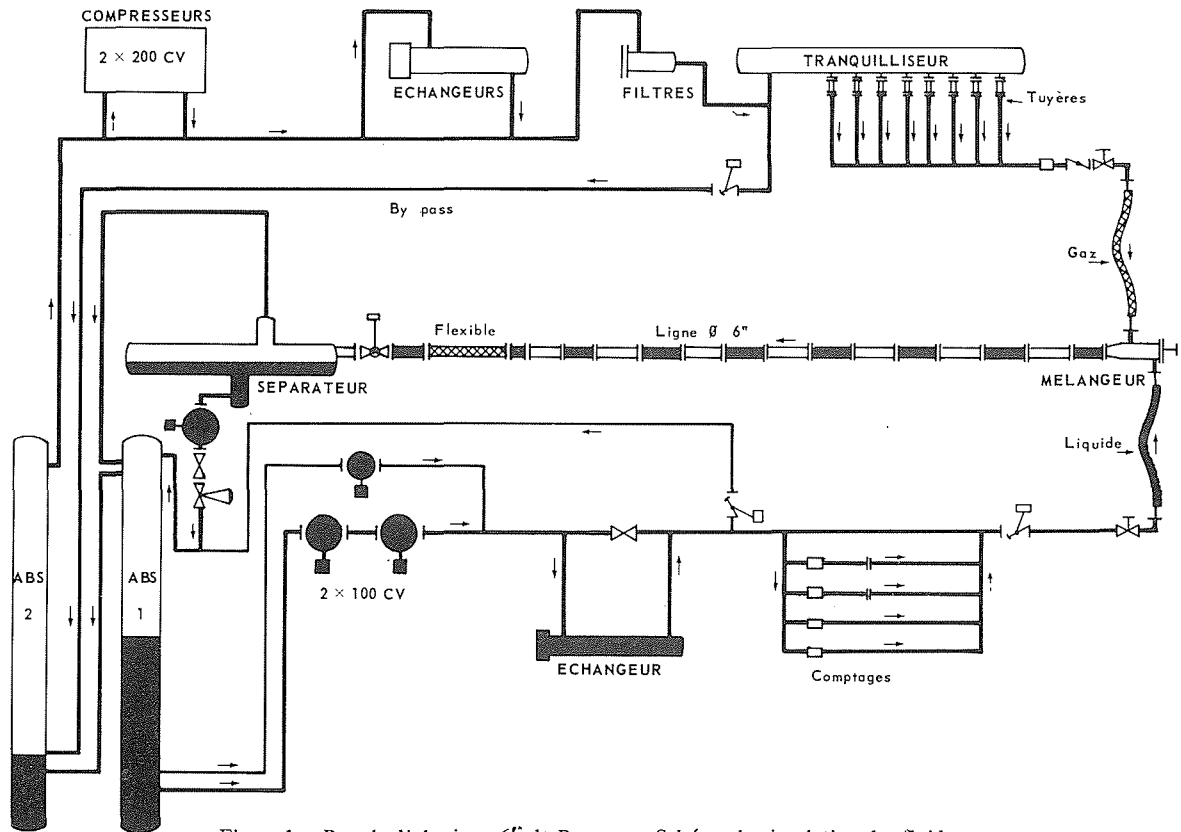 COMPRESSEURS
2 × 200 CV
ECHANGEURS
FILTRES
TRANQUILLISEUR
Tuyères
By pass
Gaz
Flexible
Ligne Ø 6"
SEPARATEUR
MELANGEUR
Liquide
ABS
2
ABS
1
2 × 100 CV
ECHANGEUR
Comptages